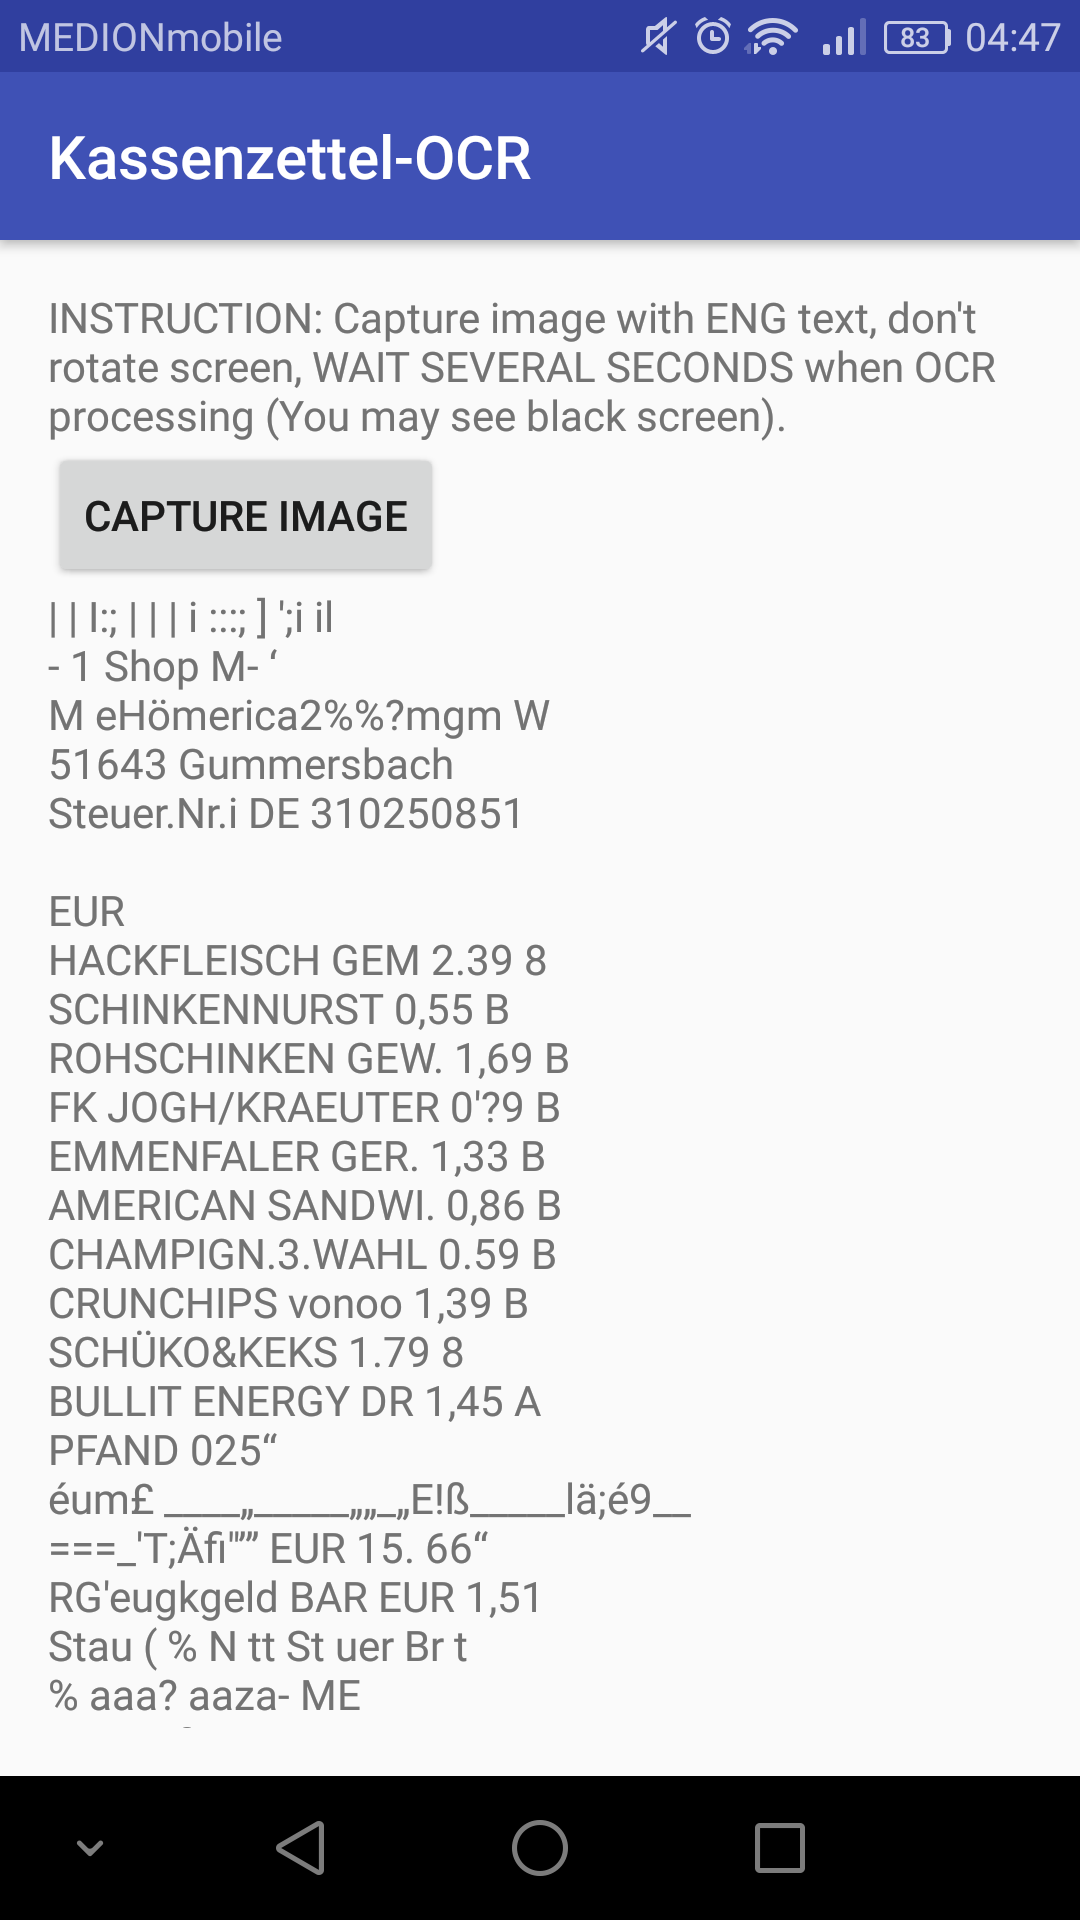 MEDIONmobile 83 04:47
Kassenzettel-OCR
INSTRUCTION: Capture image with ENG text, don't
rotate screen, WAIT SEVERAL SECONDS when OCR
processing (You may see black screen).
CAPTURE IMAGE
| | I:; | | | i :::; ] ';i il
- 1 Shop M- ‘
M eHömerica2%%?mgm W
51643 Gummersbach
Steuer.Nr.i DE 310250851
EUR
HACKFLEISCH GEM 2.39 8
SCHINKENNURST 0,55 B
ROHSCHINKEN GEW. 1,69 B
FK JOGH/KRAEUTER 0'?9 B
EMMENFALER GER. 1,33 B
AMERICAN SANDWI. 0,86 B
CHAMPIGN.3.WAHL 0.59 B
CRUNCHIPS vonoo 1,39 B
SCHÜKO&KEKS 1.79 8
BULLIT ENERGY DR 1,45 A
PFAND 025“
éum£ ____„_____„„_„E!ß_____lä;é9__
===_'T;Äfi"”” EUR 15. 66“
RG'eugkgeld BAR EUR 1,51
Stau ( % N tt St uer Br t
% aaa? aaza- ME